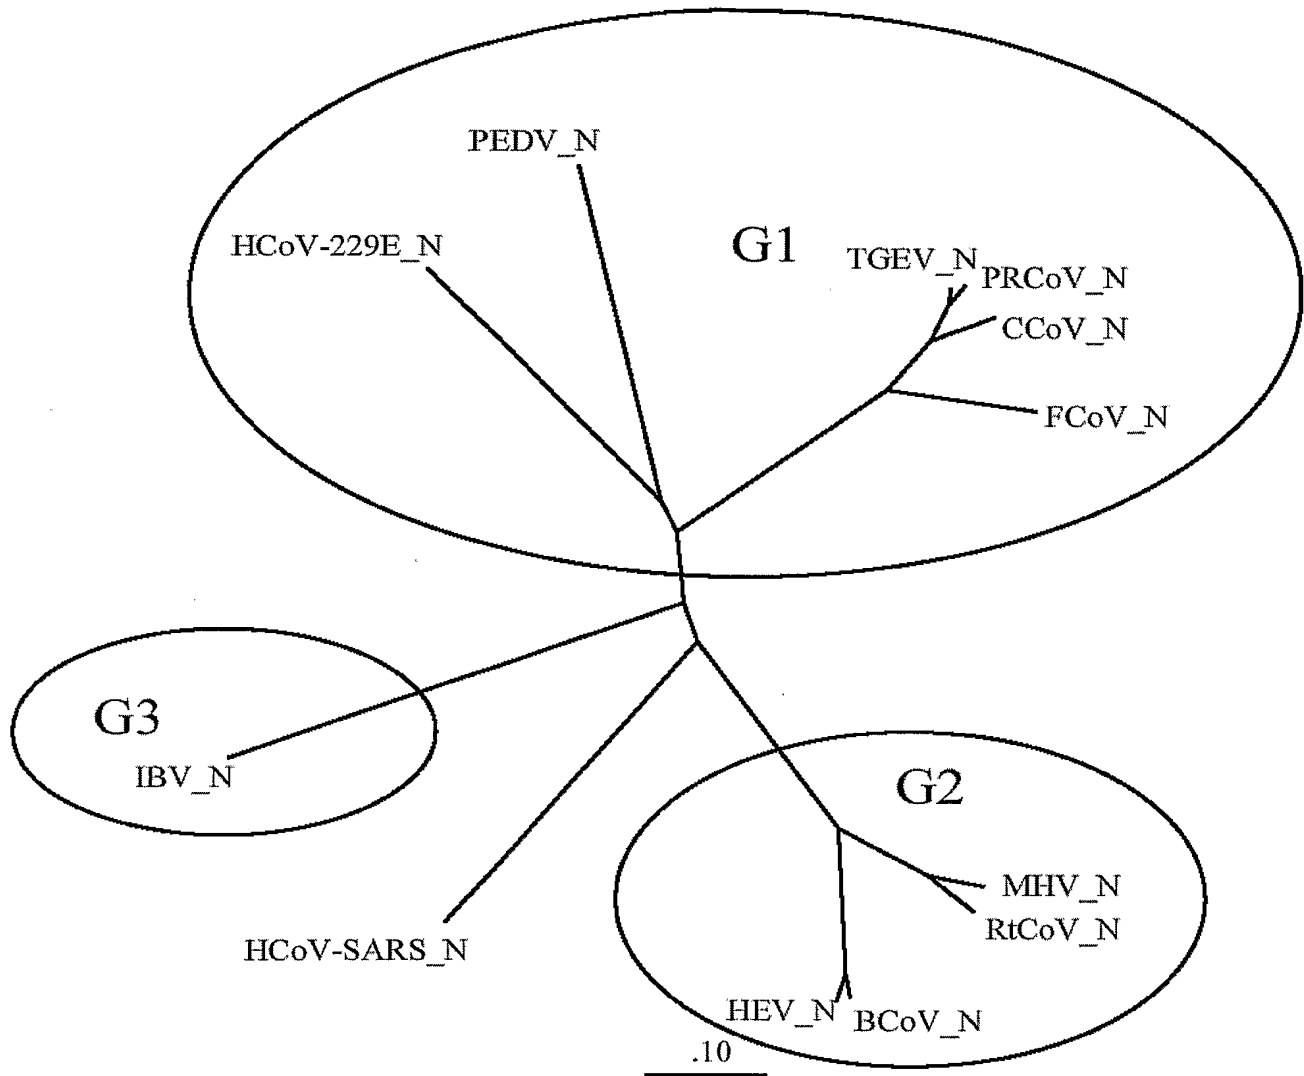 PEDV_N
HCoV-229E_N
G1
TGEV_N
PRCoV_N
CCoV_N
FCoV_N
G3
IBV_N
G2
MHV_N
RtCoV_N
HCoV-SARS_N
HEV_N
BCoV_N
.10